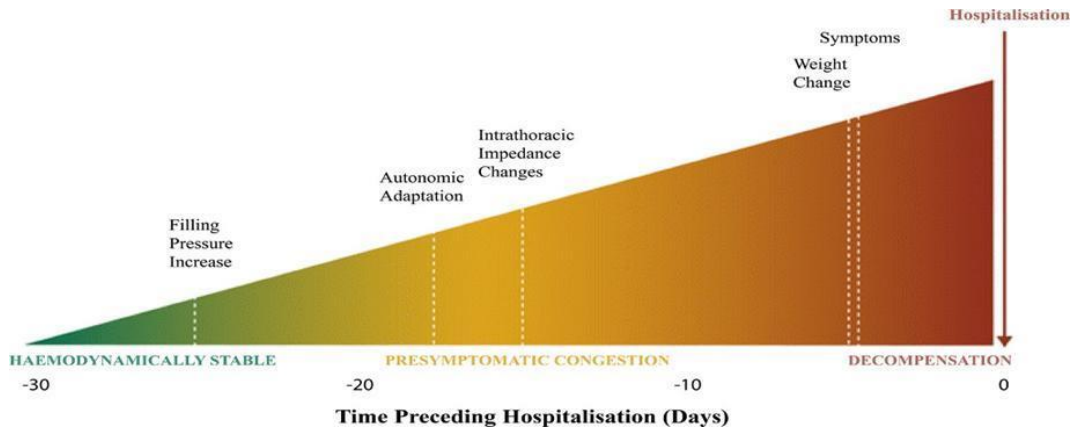 Hospitalisation
Symptoms
Weight
Change
Intrathoracic
Impedance
Changes
Autonomic
Adaptation
Filling
Pressure
Increase
HAEMODYNAMICALLY STABLE
PRESYMPTOMATIC CONGESTION
DECOMPENSATION
-30
-20
-10
0
Time Preceding Hospitalisation (Days)